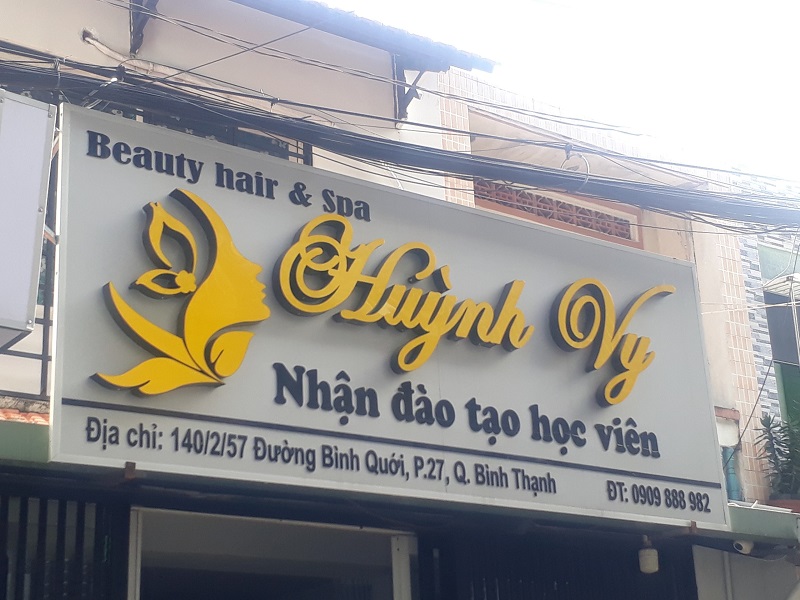 Beauty hair & Spa
Huỳnh Vy
Nhận đào tạo học viên
Địa chỉ: 140/2/57 Đường Bình Quới, P.27, Q. Bình Thạnh
ĐT: 0909 888 982